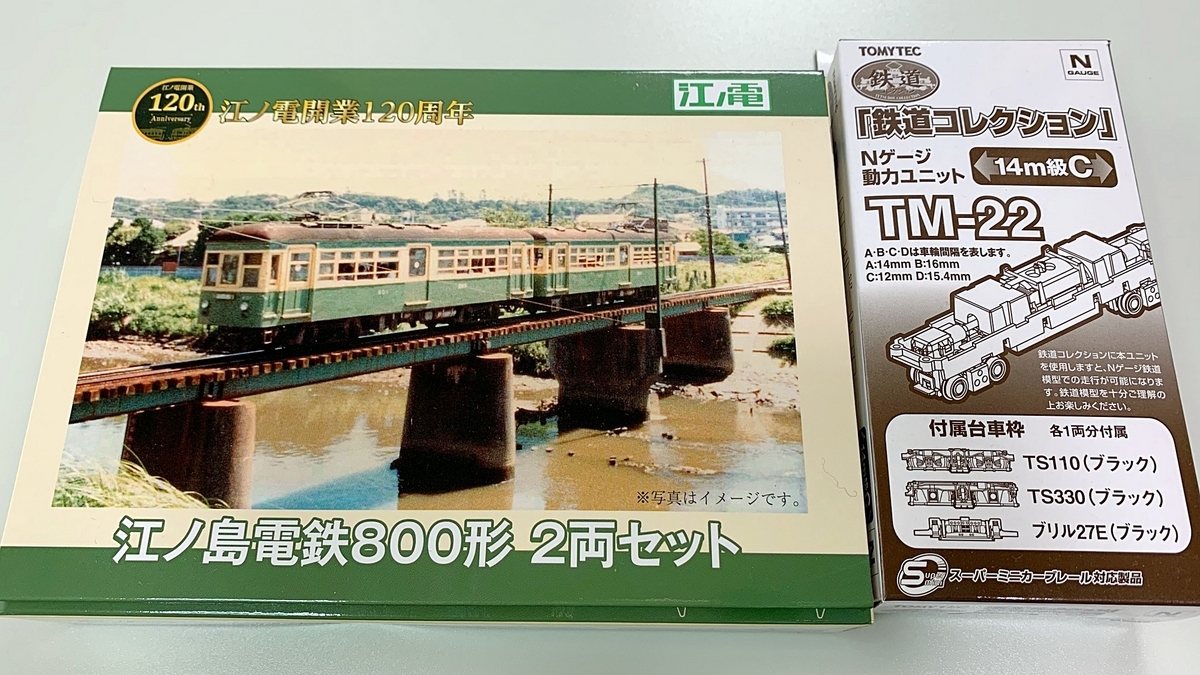 江ノ電開業
120th
Anniversary
江ノ電開業120周年
江ノ電
※写真はイメージです。
江ノ島電鉄800形 2両セット
TOMYTEC
N
GAUGE
鉄道
「鉄道コレクション」
Nゲージ
動力ユニット
14m級C
TM-22
A・B・C・Dは車輪間隔を表します。
A:14mm B:16mm
C:12mm D:15.4mm
鉄道コレクションに本ユニット
を使用しますと、Nゲージ鉄道
模型での走行が可能になりま
す。鉄道模型を十分ご理解の
上お楽しみください。
付属台車枠 各1両分付属
TS110(ブラック)
TS330(ブラック)
ブリル27E(ブラック)
スーパーミニカーブレール対応製品